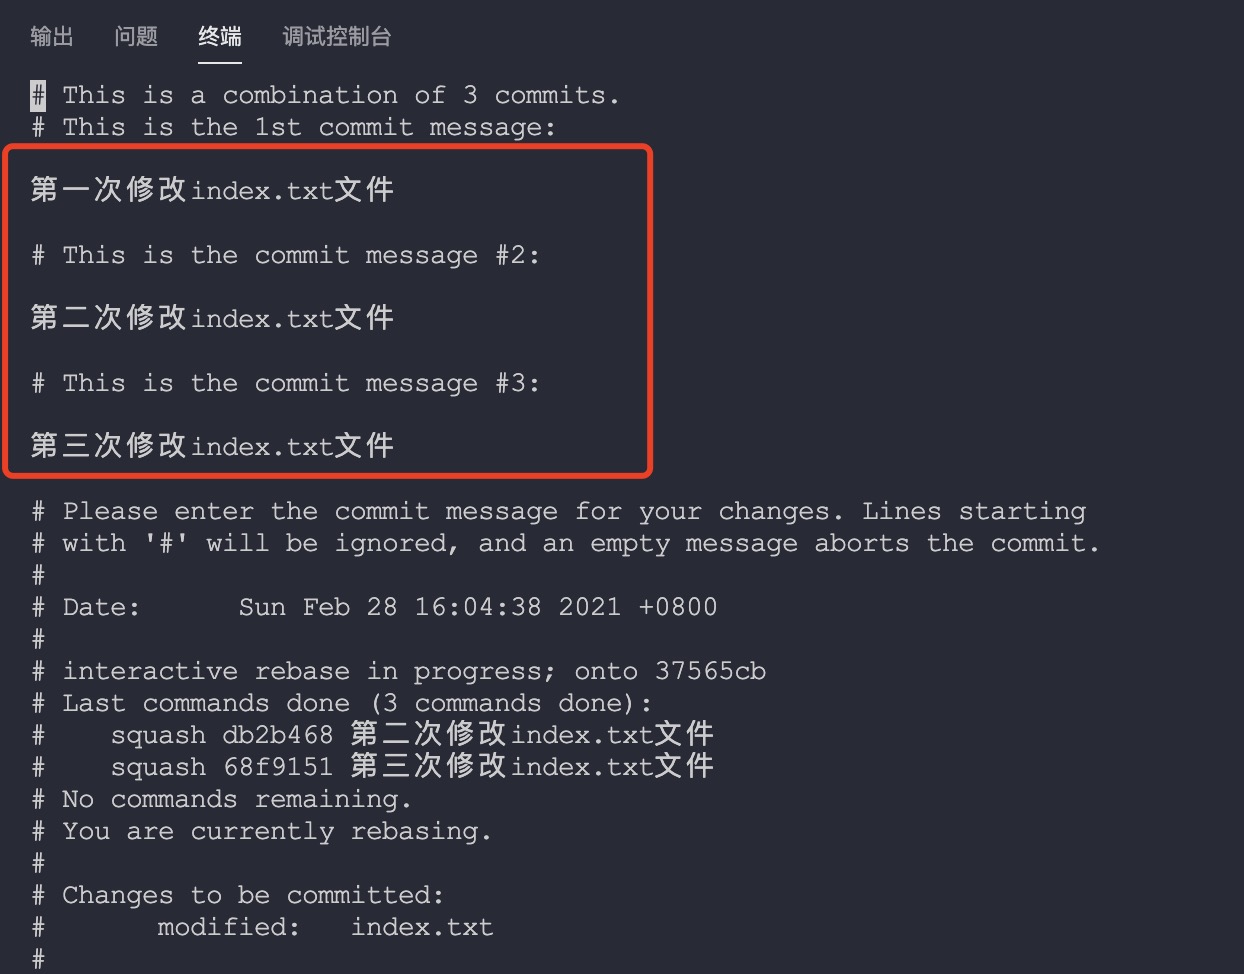 输出 问题 终端 调试控制台
# This is a combination of 3 commits.
# This is the 1st commit message:
第一次修改index.txt文件
# This is the commit message #2:
第二次修改index.txt文件
# This is the commit message #3:
第三次修改index.txt文件
# Please enter the commit message for your changes. Lines starting
# with '#' will be ignored, and an empty message aborts the commit.
#
# Date:      Sun Feb 28 16:04:38 2021 +0800
#
# interactive rebase in progress; onto 37565cb
# Last commands done (3 commands done):
#    squash db2b468 第二次修改index.txt文件
#    squash 68f9151 第三次修改index.txt文件
# No commands remaining.
# You are currently rebasing.
#
# Changes to be committed:
#       modified:   index.txt
#